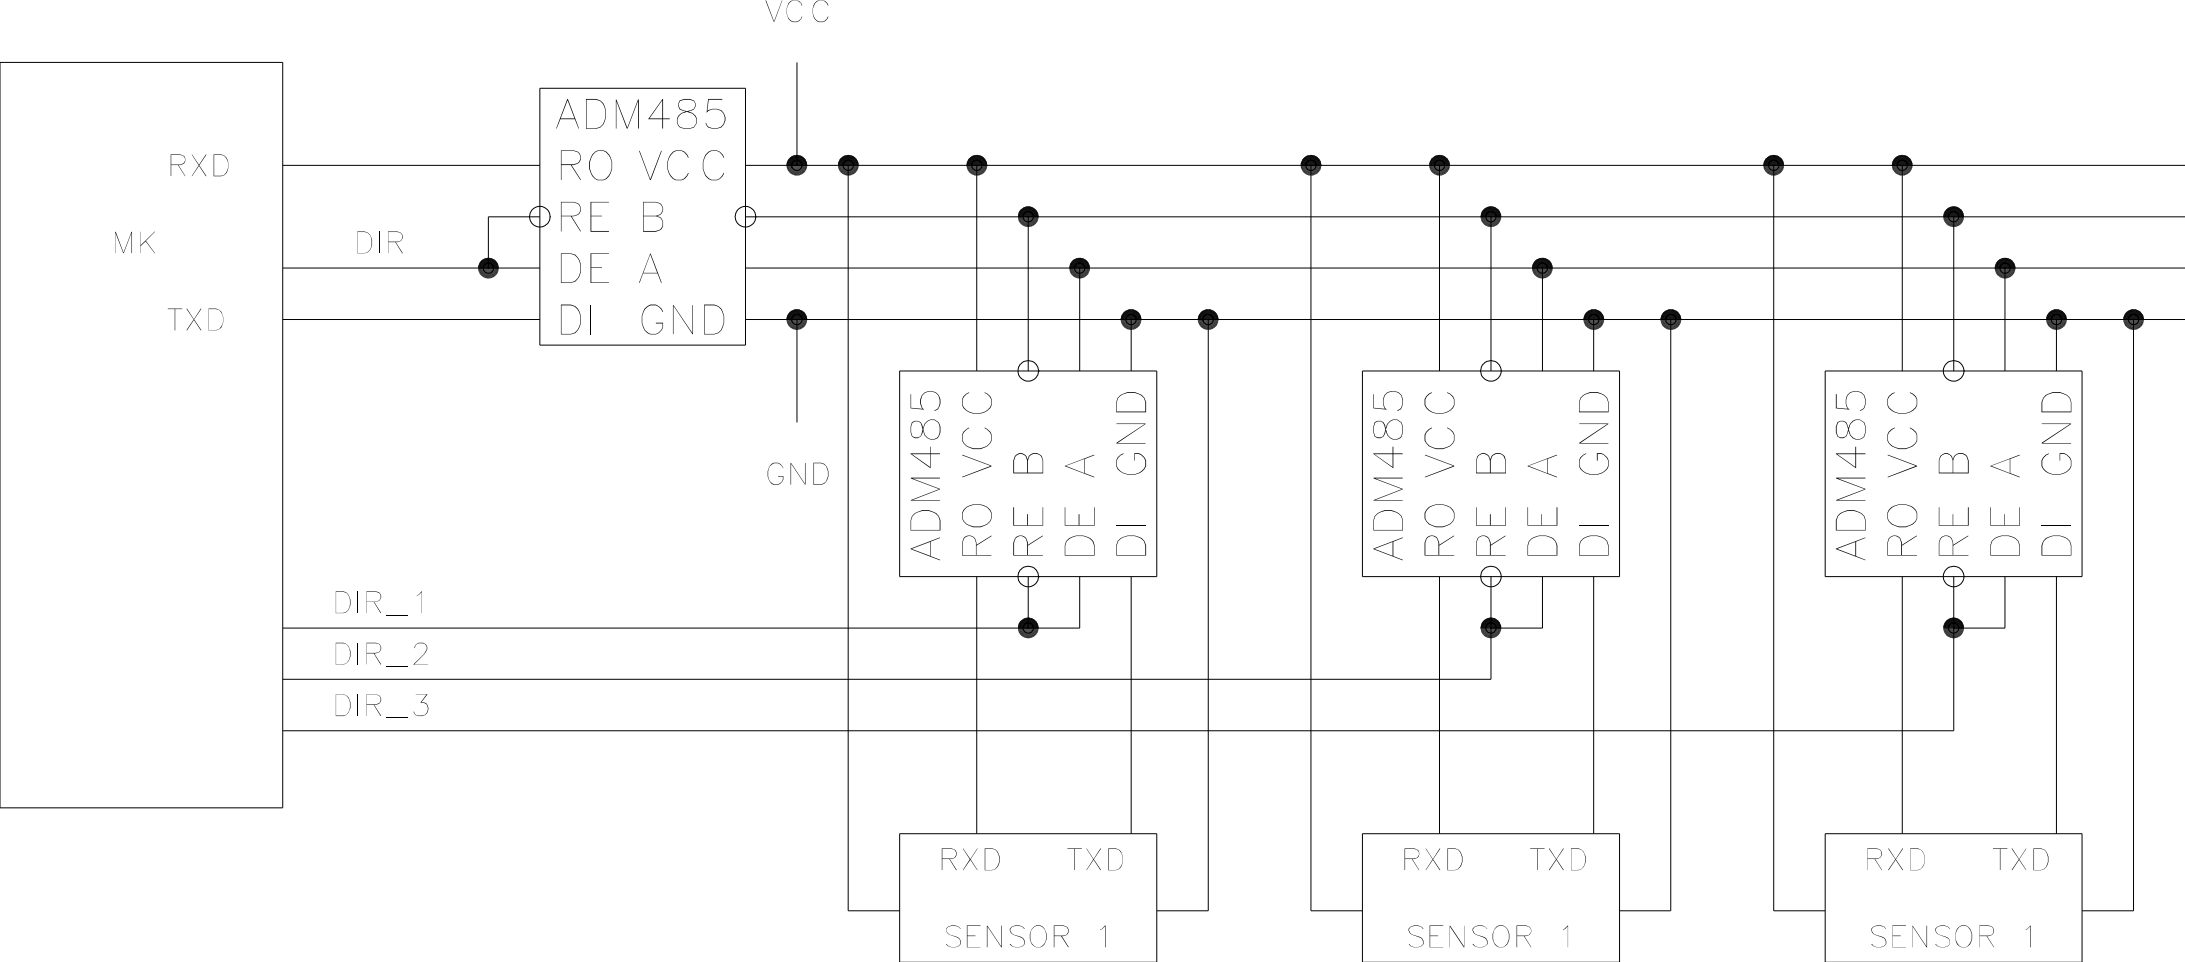 VCC
ADM485
RXD
RO VCC
RE B
MK
DIR
DE A
TXD
DI GND
GND
ADM485
RO VCC
RE B
DE A
DI GND
ADM485
RO VCC
RE B
DE A
DI GND
ADM485
RO VCC
RE B
DE A
DI GND
DIR_1
DIR_2
DIR_3
RXD TXD
SENSOR 1
RXD TXD
SENSOR 1
RXD TXD
SENSOR 1